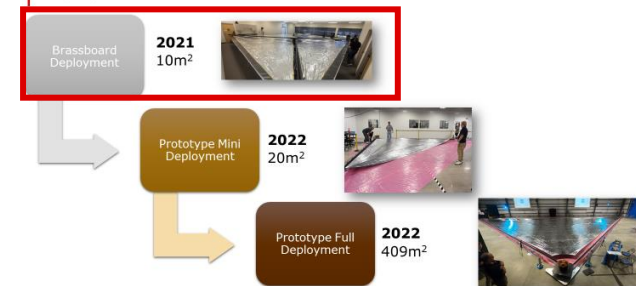 Brassboard
Deployment
2021
10m²
Prototype Mini
Deployment
2022
20m²
Prototype Full
Deployment
2022
409m²